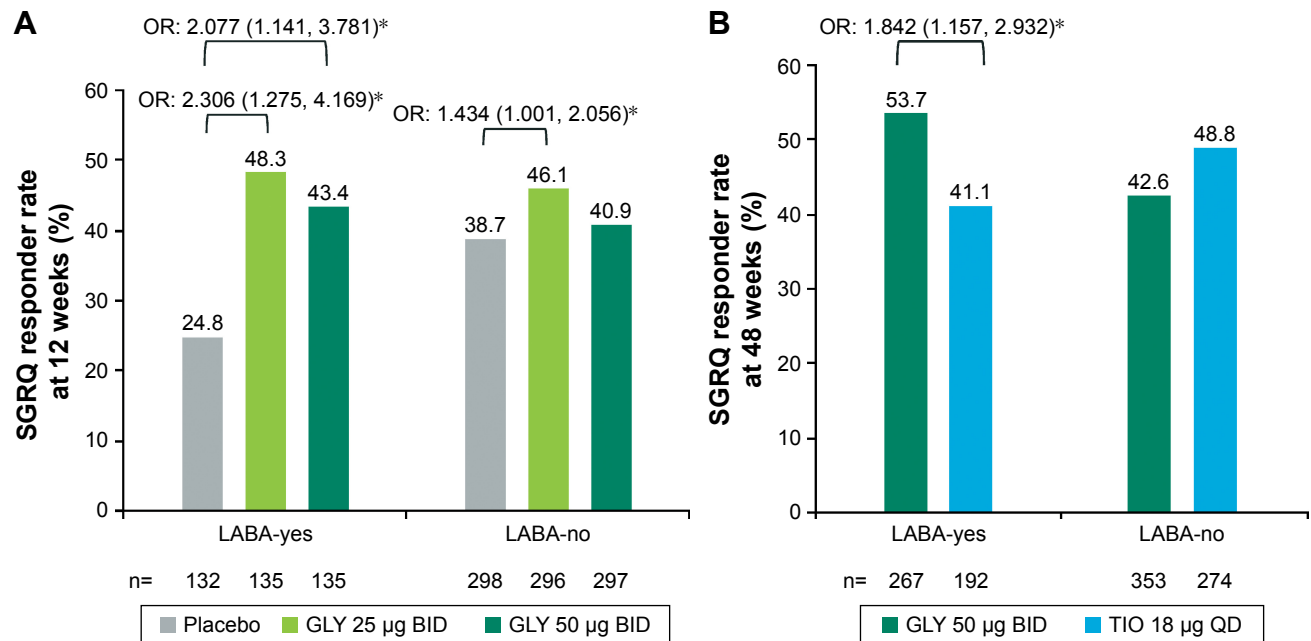 A
OR: 2.077 (1.141, 3.781)*
OR: 2.306 (1.275, 4.169)*
OR: 1.434 (1.001, 2.056)*
SGRQ responder rate
at 12 weeks (%)
60
50
40
30
20
10
0
24.8
48.3
43.4
38.7
46.1
40.9
LABA-yes LABA-no
n= 132 135 135 298 296 297
Placebo GLY 25 µg BID GLY 50 µg BID
B
OR: 1.842 (1.157, 2.932)*
SGRQ responder rate
at 48 weeks (%)
60
50
40
30
20
10
0
53.7
41.1
42.6
48.8
LABA-yes LABA-no
n= 267 192 353 274
GLY 50 µg BID TIO 18 µg QD